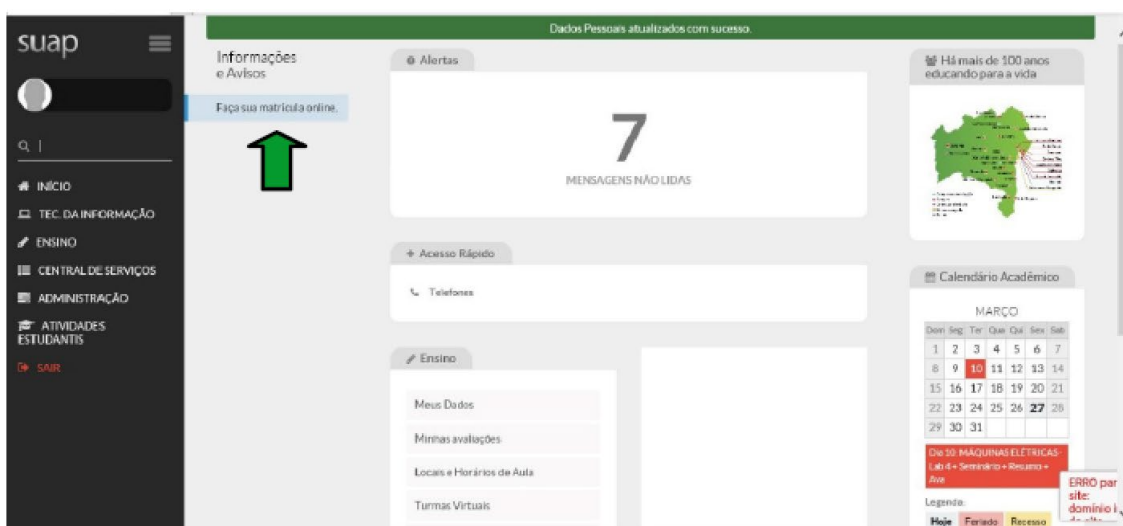 Dados Pessoais atualizados com sucesso.
suap
INÍCIO
TEC. DA INFORMAÇÃO
ENSINO
CENTRAL DE SERVIÇOS
ADMINISTRAÇÃO
ATIVIDADES
ESTUDANTIS
SAIR
Informações
e Avisos
Faça sua matrícula online.
Alertas
7
MENSAGENS NÃO LIDAS
Acesso Rápido
Telefones
Ensino
Meus Dados
Minhas avaliações
Locais e Horários de Aula
Turmas Virtuais
Há mais de 100 anos
educando para a vida
Calendário Acadêmico
MARÇO
Dom Seg Ter Qua Qui Sex Sab
1 2 3 4 5 6 7
8 9 10 11 12 13 14
15 16 17 18 19 20 21
22 23 24 25 26 27 28
29 30 31
Dia 10: MÁQUINAS ELÉTRICAS -
Lab 4 + Seminário + Resumo +
Ava
Legenda:
Hoje Feriado Recesso
ERRO par
site:
domínio i